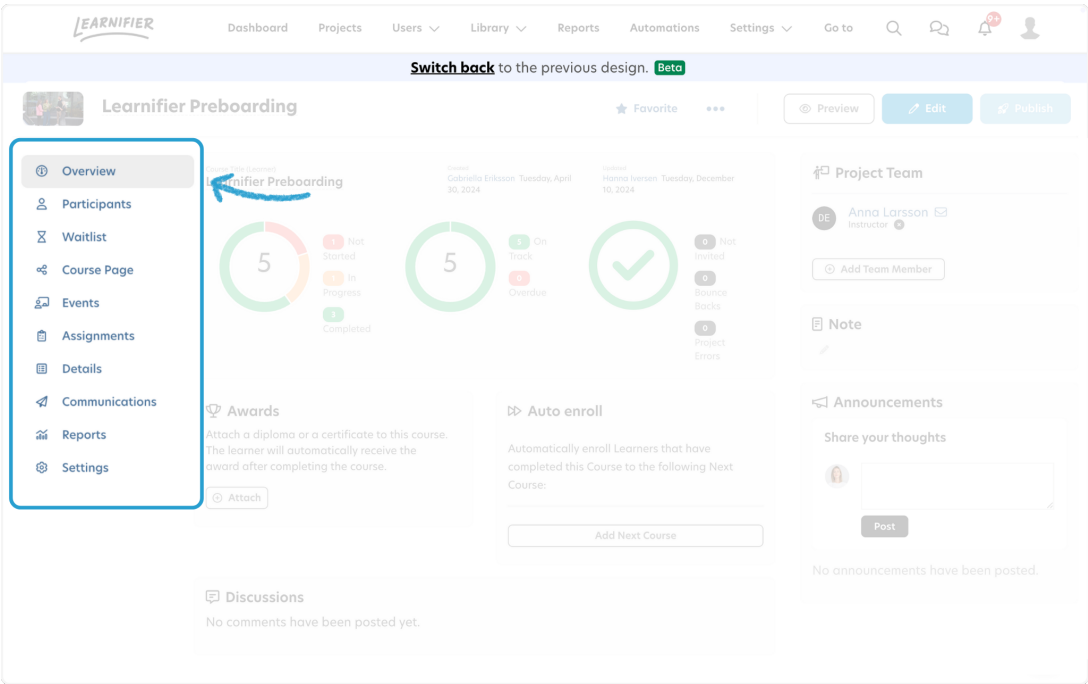 LEARNIFIER
Dashboard Projects Users Library Reports Automations Settings Go to 9+
Switch back to the previous design. Beta
Learnifier Preboarding
Favorite ••• Preview Edit Publish
Overview
Participants
Waitlist
Course Page
Events
Assignments
Details
Communications
Reports
Settings
Course Title (Learner)
Learnifier Preboarding
Created
Gabriella Eriksson Tuesday, April
30, 2024
Updated
Hanna Iversen Tuesday, December
10, 2024
5
1 Not
Started
1 In
Progress
3
Completed
5
5 On
Track
0
Overdue
0 Not
Invited
0
Bounce
Backs
0
Project
Errors
Project Team
DE
Anna Larsson
Instructor
Add Team Member
Note
Awards
Attach a diploma or a certificate to this course.
The learner will automatically receive the
award after completing the course.
Attach
Auto enroll
Automatically enroll Learners that have
completed this Course to the following Next
Course:
Add Next Course
Announcements
Share your thoughts
Post
No announcements have been posted.
Discussions
No comments have been posted yet.